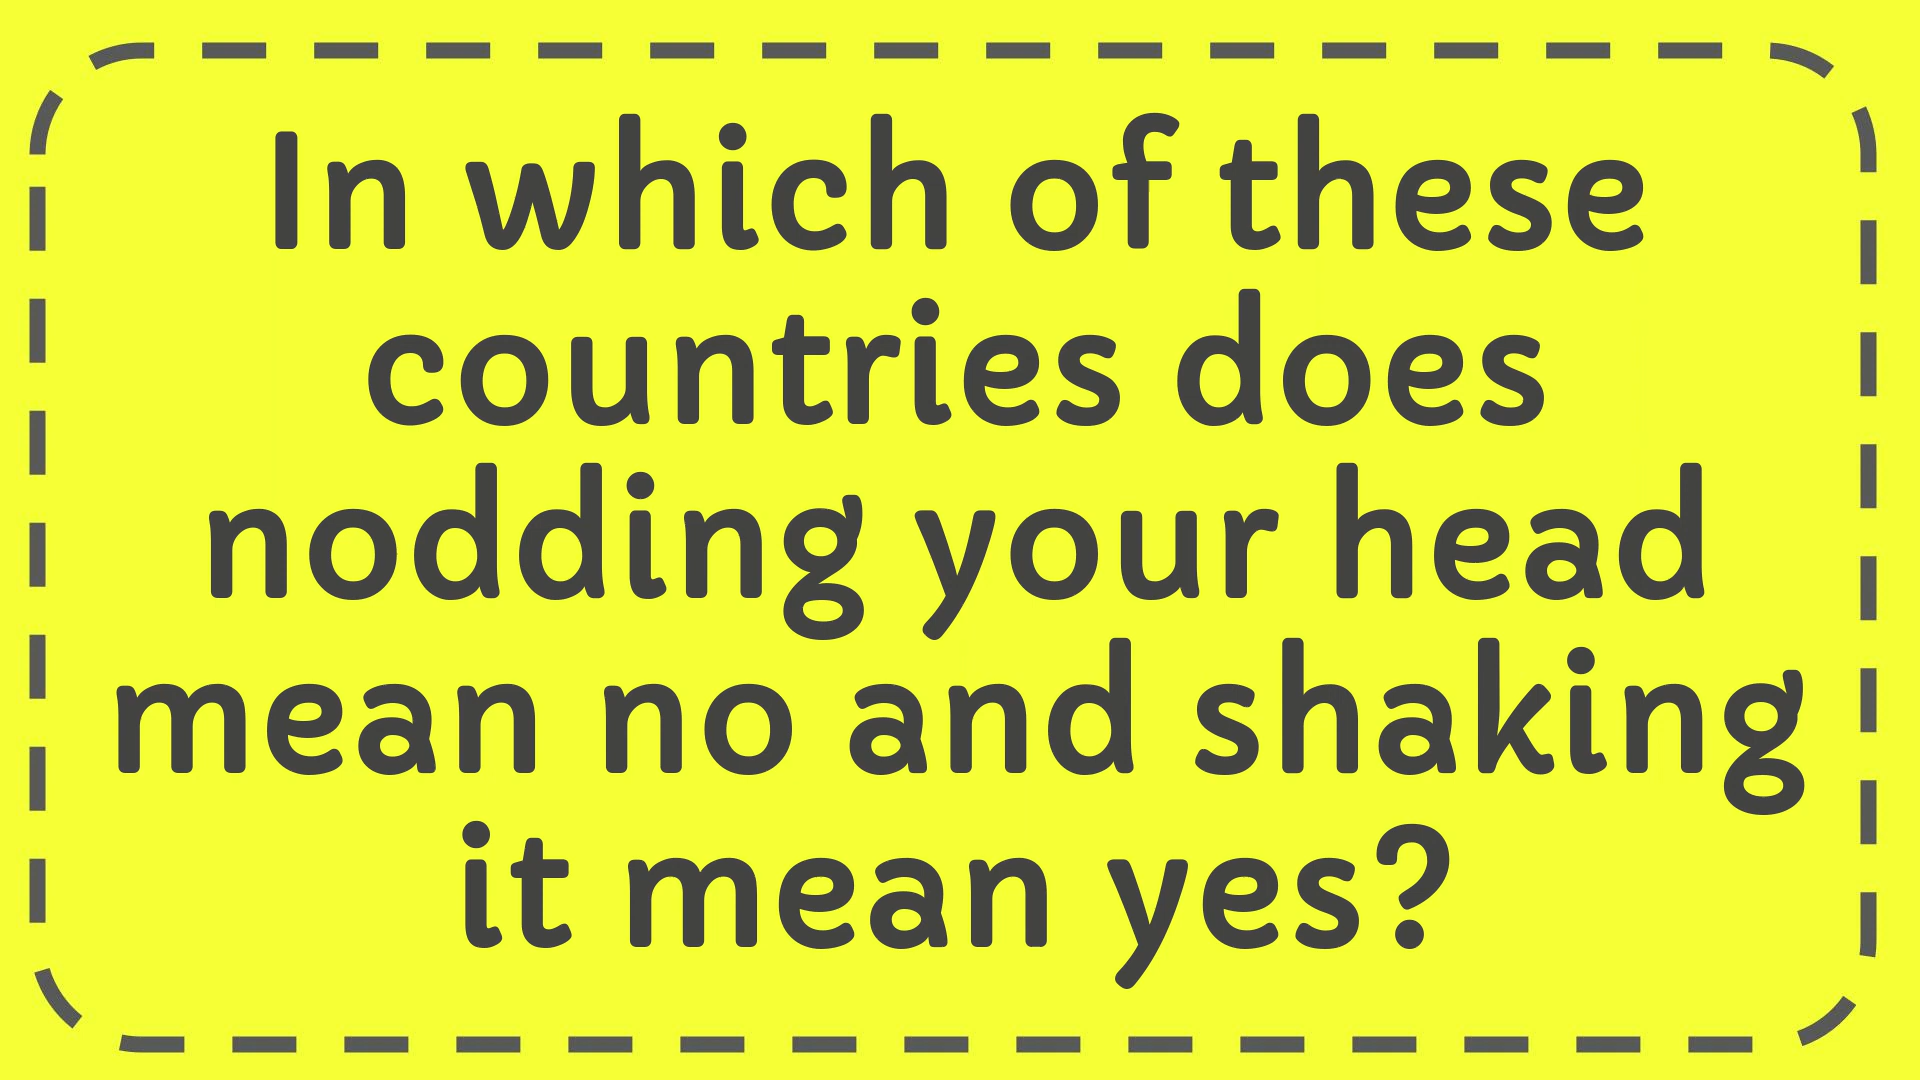 In which of these
countries does
nodding your head
mean no and shaking
it mean yes?